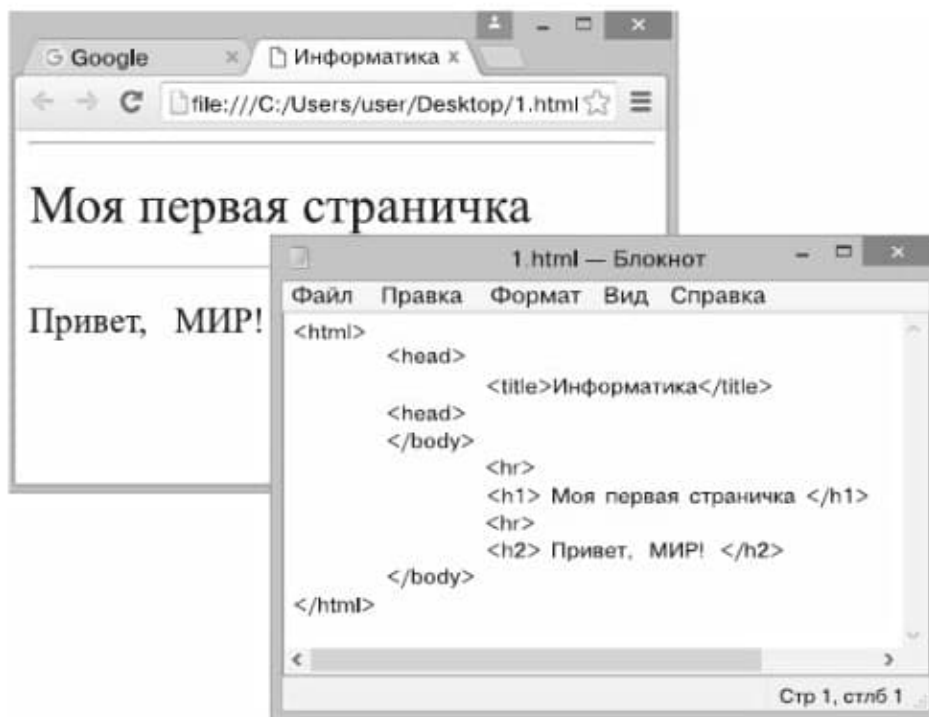 Google
Информатика
file:///C:/Users/user/Desktop/1.html
Моя первая страничка
Привет, МИР!
1.html — Блокнот
Файл Правка Формат Вид Справка
<html>
<head>
<title>Информатика</title>
<head>
</body>
<hr>
<h1> Моя первая страничка </h1>
<hr>
<h2> Привет, МИР! </h2>
</body>
</html>
Стр 1, стлб 1